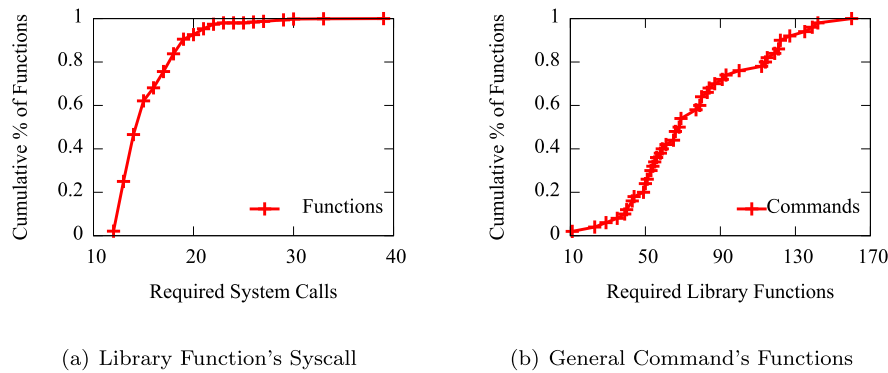 Cumulative % of Functions
1
0.8
0.6
0.4
0.2
0
10 20 30 40
Functions
Required System Calls
(a) Library Function's Syscall
Cumulative % of Functions
1
0.8
0.6
0.4
0.2
0
10 50 90 130 170
Commands
Required Library Functions
(b) General Command's Functions